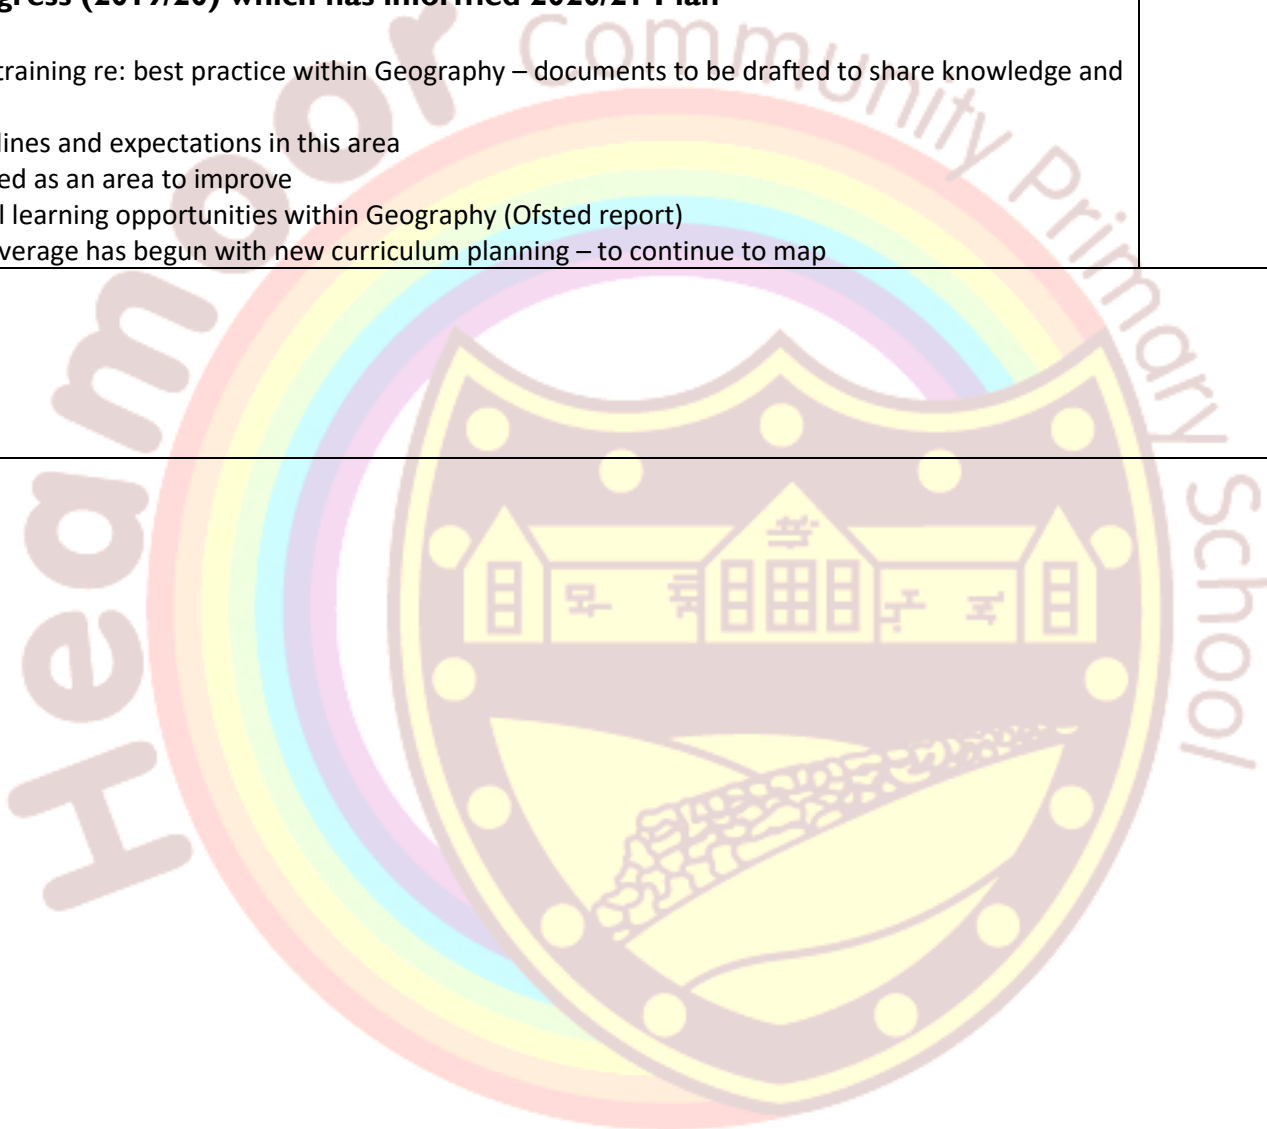 gress (2019/20) which has informed 2020/21 Plan
training re: best practice within Geography – documents to be drafted to share knowledge and
lines and expectations in this area
ed as an area to improve
l learning opportunities within Geography (Ofsted report)
verage has begun with new curriculum planning – to continue to map
Heamoor Community Primary School